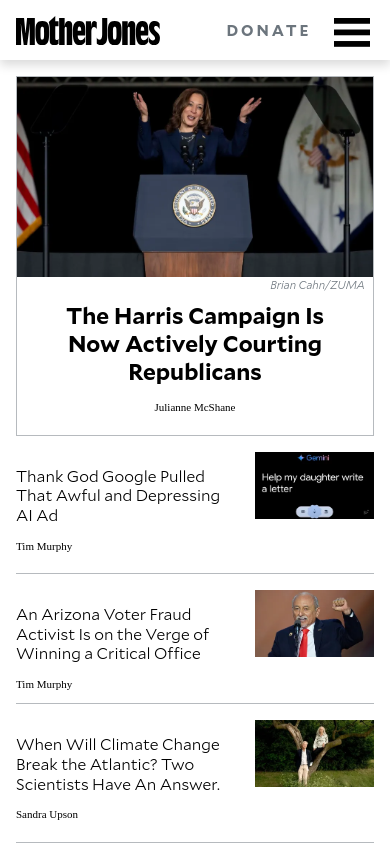 Mother Jones
DONATE
Brian Cahn/ZUMA
The Harris Campaign Is
Now Actively Courting
Republicans
Julianne McShane
Thank God Google Pulled
That Awful and Depressing
AI Ad
Tim Murphy
Gemini
Help my daughter write
a letter
An Arizona Voter Fraud
Activist Is on the Verge of
Winning a Critical Office
Tim Murphy
When Will Climate Change
Break the Atlantic? Two
Scientists Have An Answer.
Sandra Upson